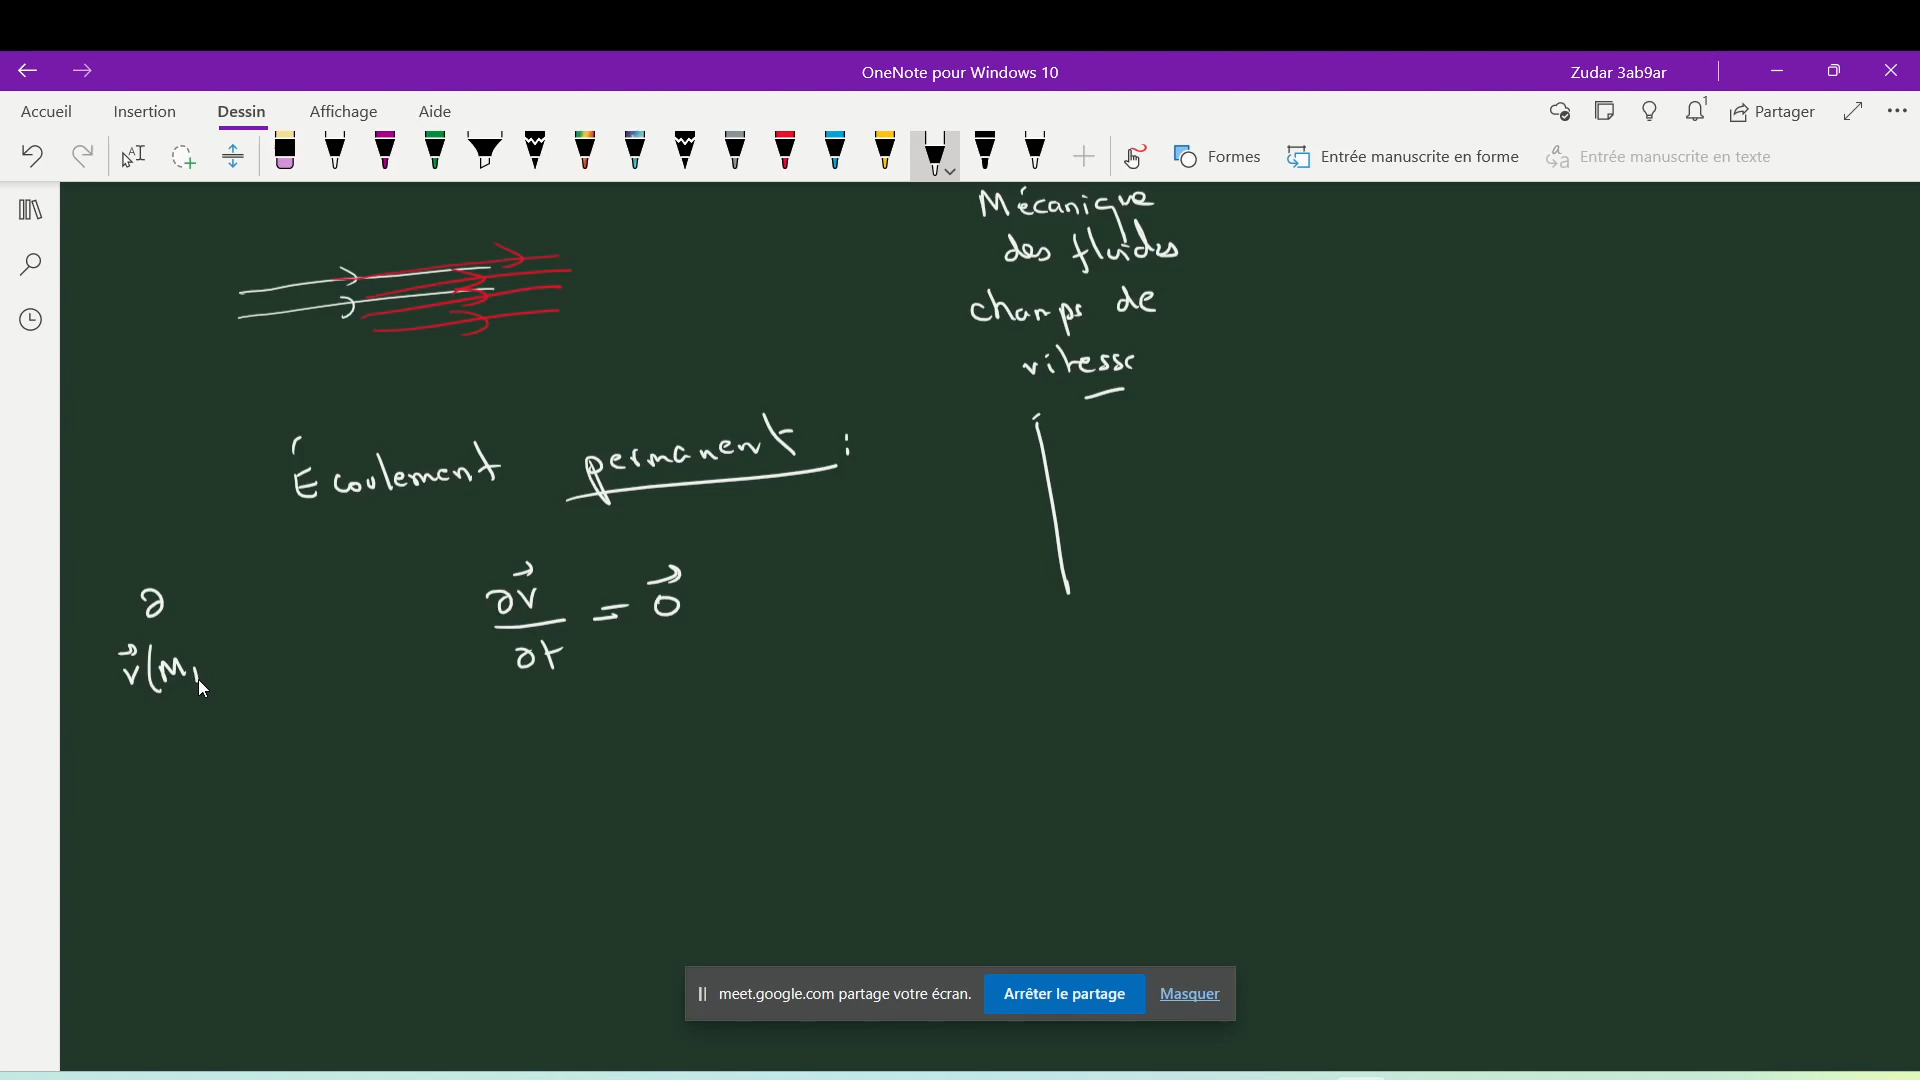 OneNote pour Windows 10
Zudar 3ab9ar
Accueil Insertion Dessin Affichage Aide
1
Partager
Formes
Entrée manuscrite en forme
Entrée manuscrite en texte
Mécanique
des fluides
champs de
vitesse
Écoulement permanent :
∂v⃗
= 0⃗
∂t
∂
v⃗(M,
meet.google.com partage votre écran.
Arrêter le partage
Masquer